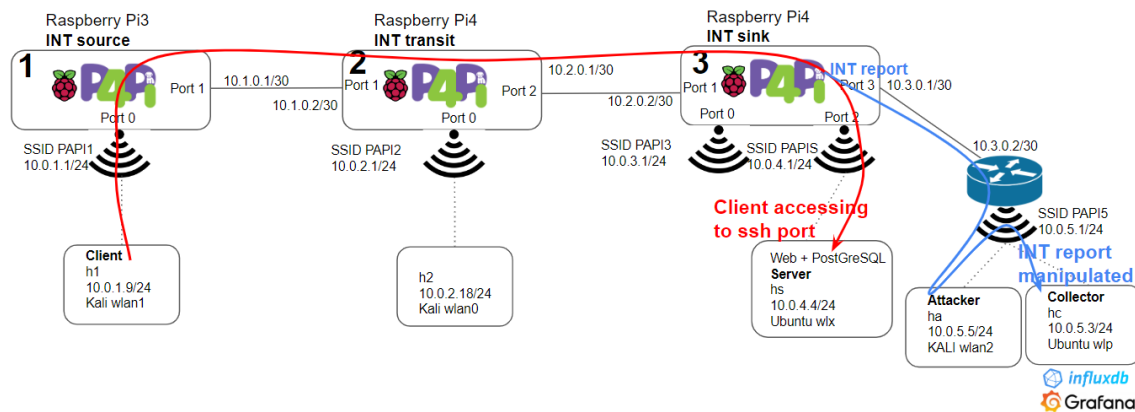 Raspberry Pi3
INT source
1
P4Pi
Port 1
Port 0
Raspberry Pi4
INT transit
2
P4Pi
Port 1
Port 2
Port 0
Raspberry Pi4
INT sink
3
P4Pi
INT report
Port 1
Port 3
Port 0
Port 2
10.1.0.1/30
10.1.0.2/30
10.2.0.1/30
10.2.0.2/30
10.3.0.1/30
10.3.0.2/30
SSID PAPI1
10.0.1.1/24
SSID PAPI2
10.0.2.1/24
SSID PAPI3
10.0.3.1/24
SSID PAPIS
10.0.4.1/24
SSID PAPI5
10.0.5.1/24
Client accessing
to ssh port
INT report
manipulated
Client
h1
10.0.1.9/24
Kali wlan1
h2
10.0.2.18/24
Kali wlan0
Web + PostGreSQL
Server
hs
10.0.4.4/24
Ubuntu wlx
Attacker
ha
10.0.5.5/24
KALI wlan2
Collector
hc
10.0.5.3/24
Ubuntu wlp
influxdb
Grafana